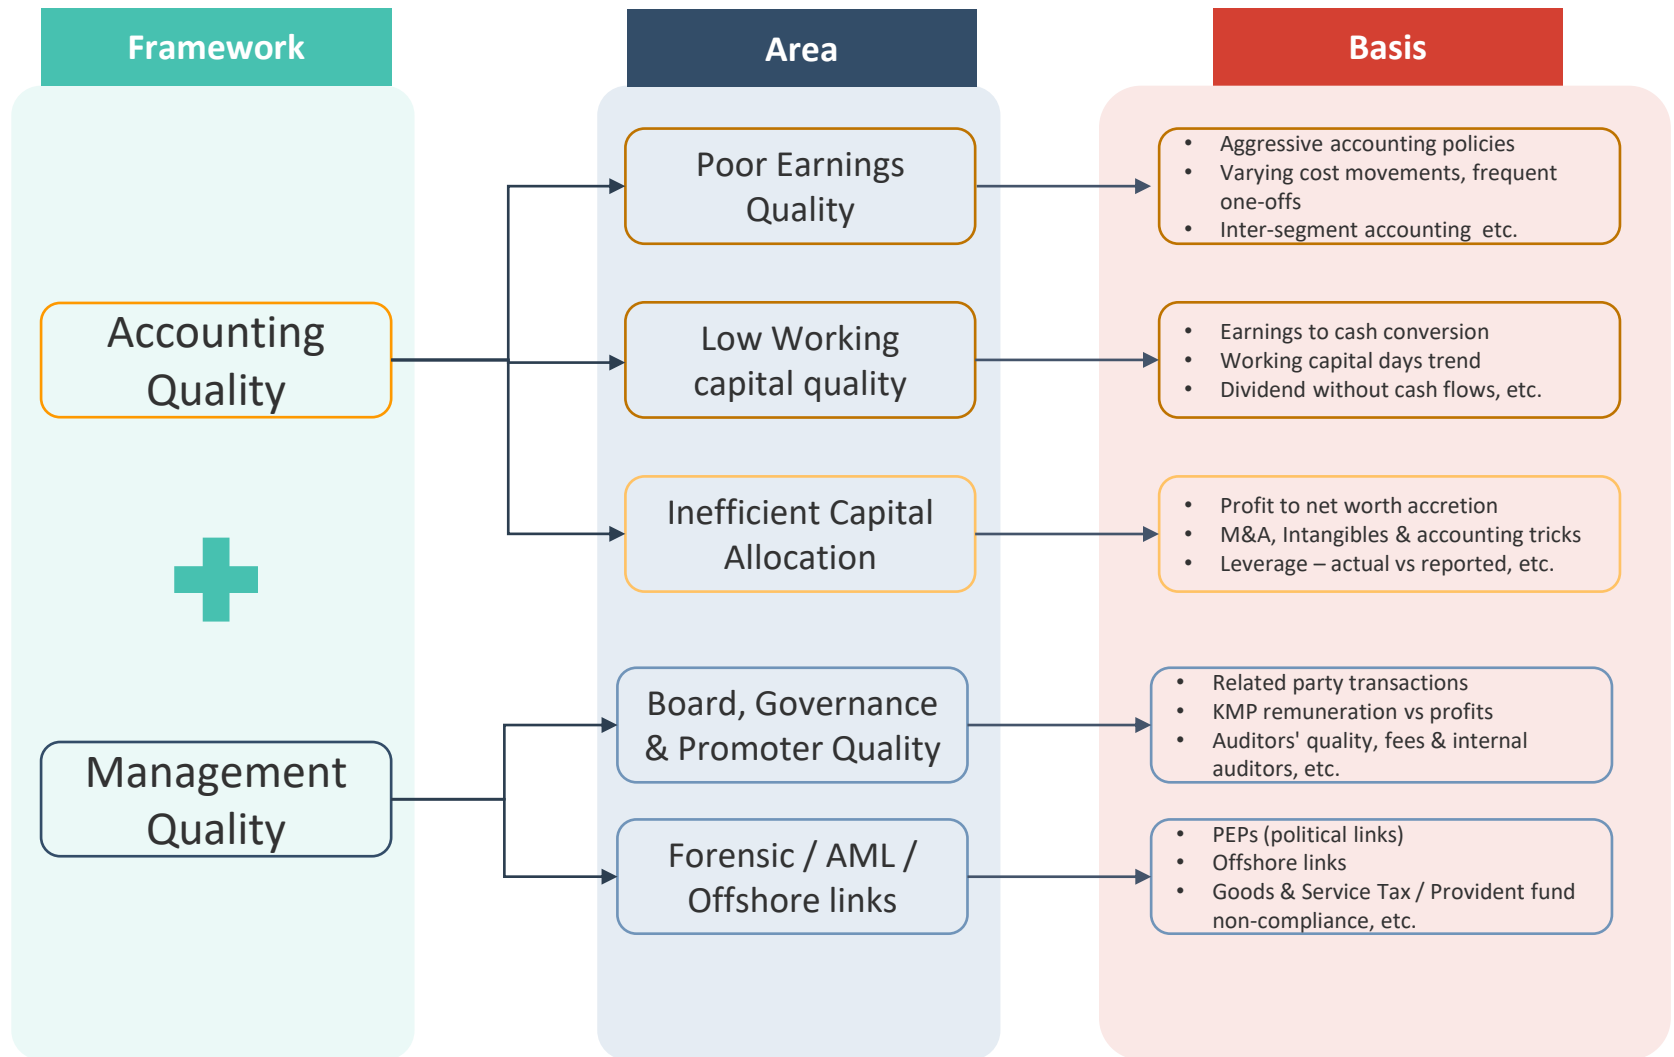 Framework
Area
Basis
Accounting
Quality
Management
Quality
Poor Earnings
Quality
Low Working
capital quality
Inefficient Capital
Allocation
Board, Governance
& Promoter Quality
Forensic / AML /
Offshore links
• Aggressive accounting policies
• Varying cost movements, frequent
one-offs
• Inter-segment accounting etc.
• Earnings to cash conversion
• Working capital days trend
• Dividend without cash flows, etc.
• Profit to net worth accretion
• M&A, Intangibles & accounting tricks
• Leverage – actual vs reported, etc.
• Related party transactions
• KMP remuneration vs profits
• Auditors' quality, fees & internal
auditors, etc.
• PEPs (political links)
• Offshore links
• Goods & Service Tax / Provident fund
non-compliance, etc.